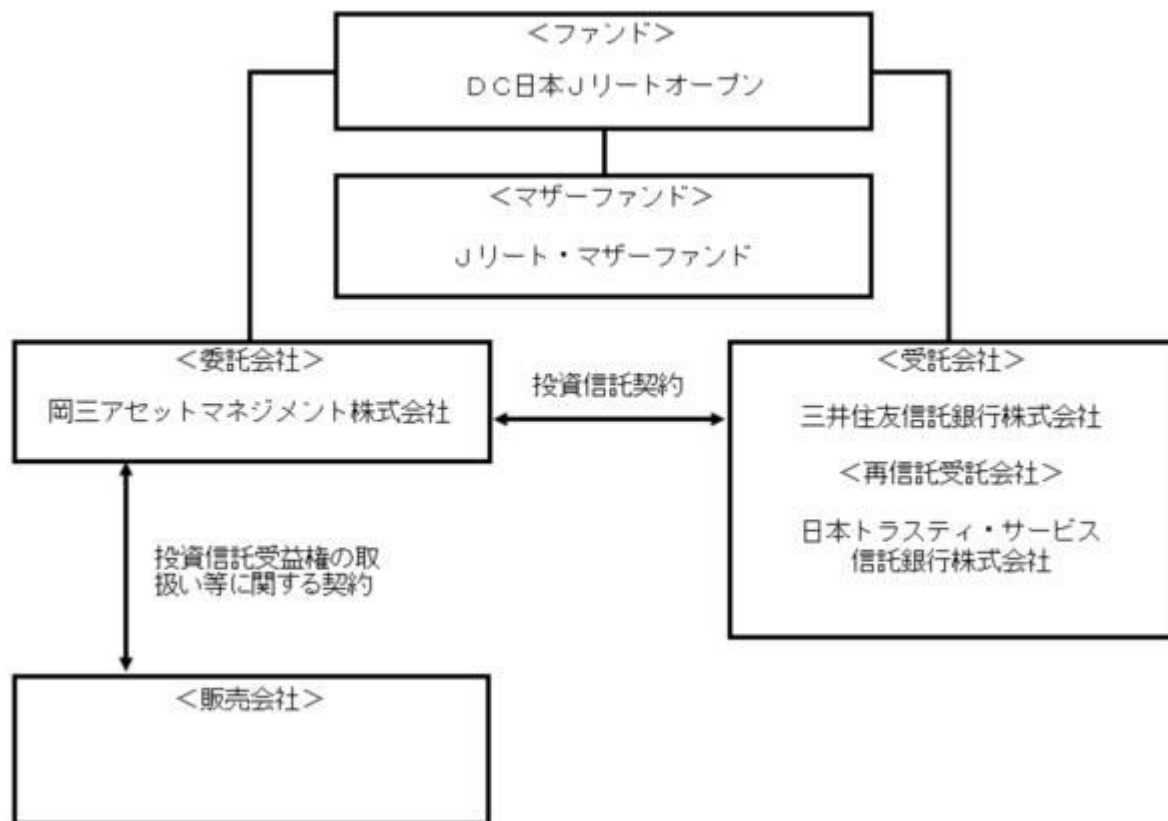 ＜ファンド＞
ＤＣ日本Ｊリートオープン
＜マザーファンド＞
Ｊリート・マザーファンド
＜委託会社＞
岡三アセットマネジメント株式会社
投資信託契約
＜受託会社＞
三井住友信託銀行株式会社
＜再信託受託会社＞
日本トラスティ・サービス
信託銀行株式会社
投資信託受益権の取
扱い等に関する契約
＜販売会社＞